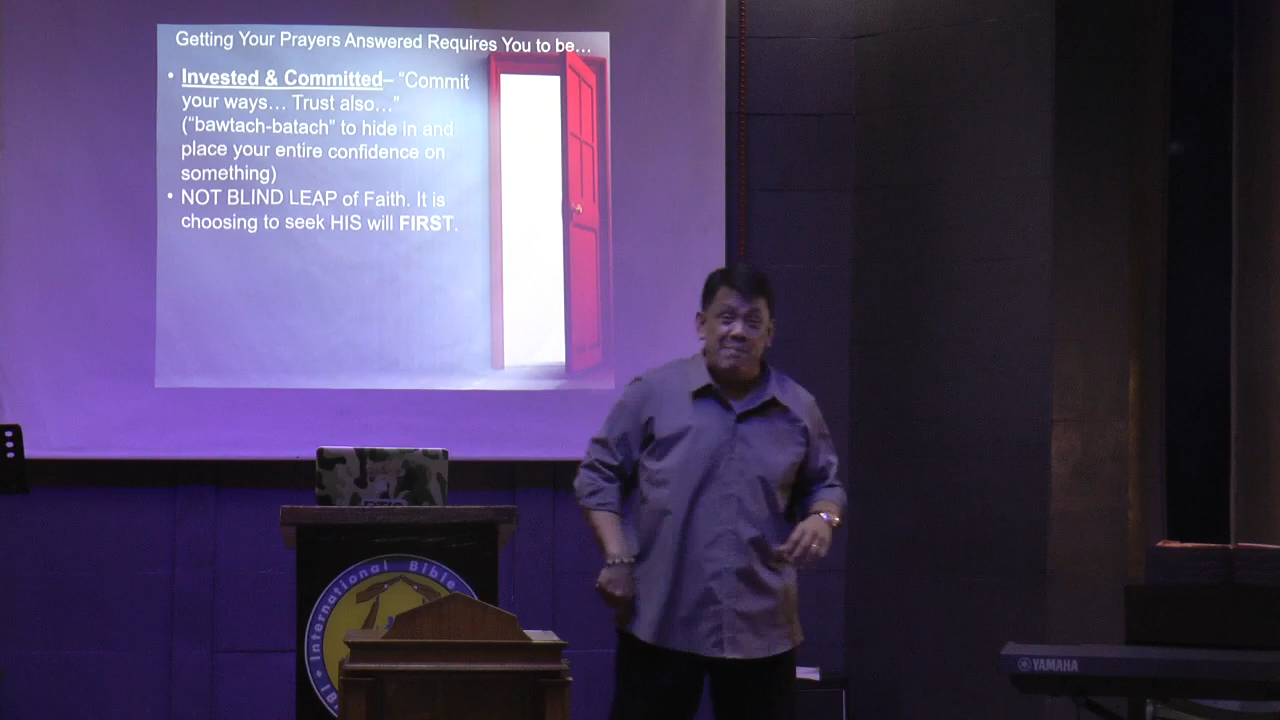 Getting Your Prayers Answered Requires You to be…
• Invested & Committed– “Commit
your ways… Trust also…”
(“bawtach-batach” to hide in and
place your entire confidence on
something)
• NOT BLIND LEAP of Faith. It is
choosing to seek HIS will FIRST.
International Bible
YAMAHA